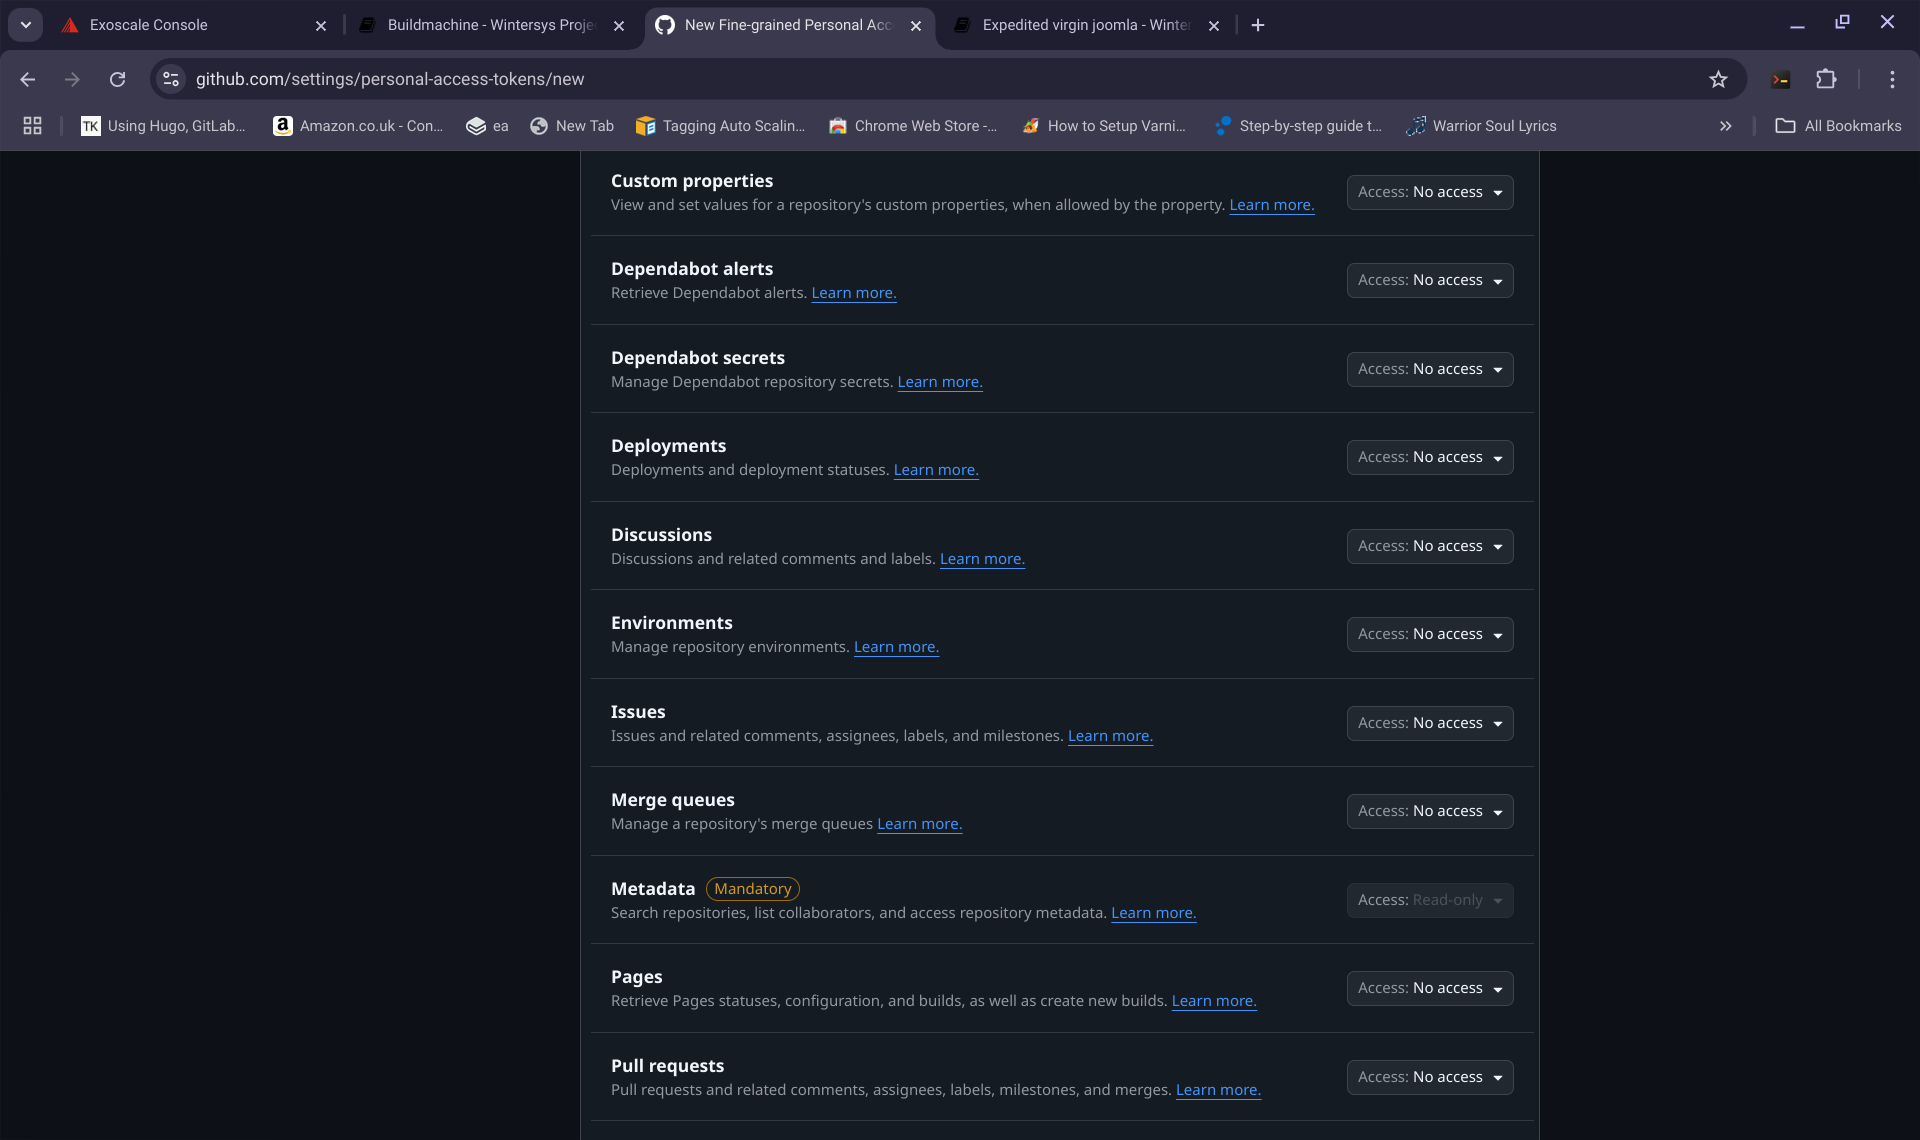 Exoscale Console
Buildmachine - Wintersys Proje
New Fine-grained Personal Acc
Expedited virgin joomla - Winter
github.com/settings/personal-access-tokens/new
TK Using Hugo, GitLab…
a Amazon.co.uk - Con…
ea
New Tab
Tagging Auto Scalin…
Chrome Web Store -…
How to Setup Varni…
Step-by-step guide t…
Warrior Soul Lyrics
All Bookmarks
Custom properties
View and set values for a repository's custom properties, when allowed by the property. Learn more.
Access: No access
Dependabot alerts
Retrieve Dependabot alerts. Learn more.
Access: No access
Dependabot secrets
Manage Dependabot repository secrets. Learn more.
Access: No access
Deployments
Deployments and deployment statuses. Learn more.
Access: No access
Discussions
Discussions and related comments and labels. Learn more.
Access: No access
Environments
Manage repository environments. Learn more.
Access: No access
Issues
Issues and related comments, assignees, labels, and milestones. Learn more.
Access: No access
Merge queues
Manage a repository's merge queues Learn more.
Access: No access
Metadata Mandatory
Search repositories, list collaborators, and access repository metadata. Learn more.
Access: Read-only
Pages
Retrieve Pages statuses, configuration, and builds, as well as create new builds. Learn more.
Access: No access
Pull requests
Pull requests and related comments, assignees, labels, milestones, and merges. Learn more.
Access: No access